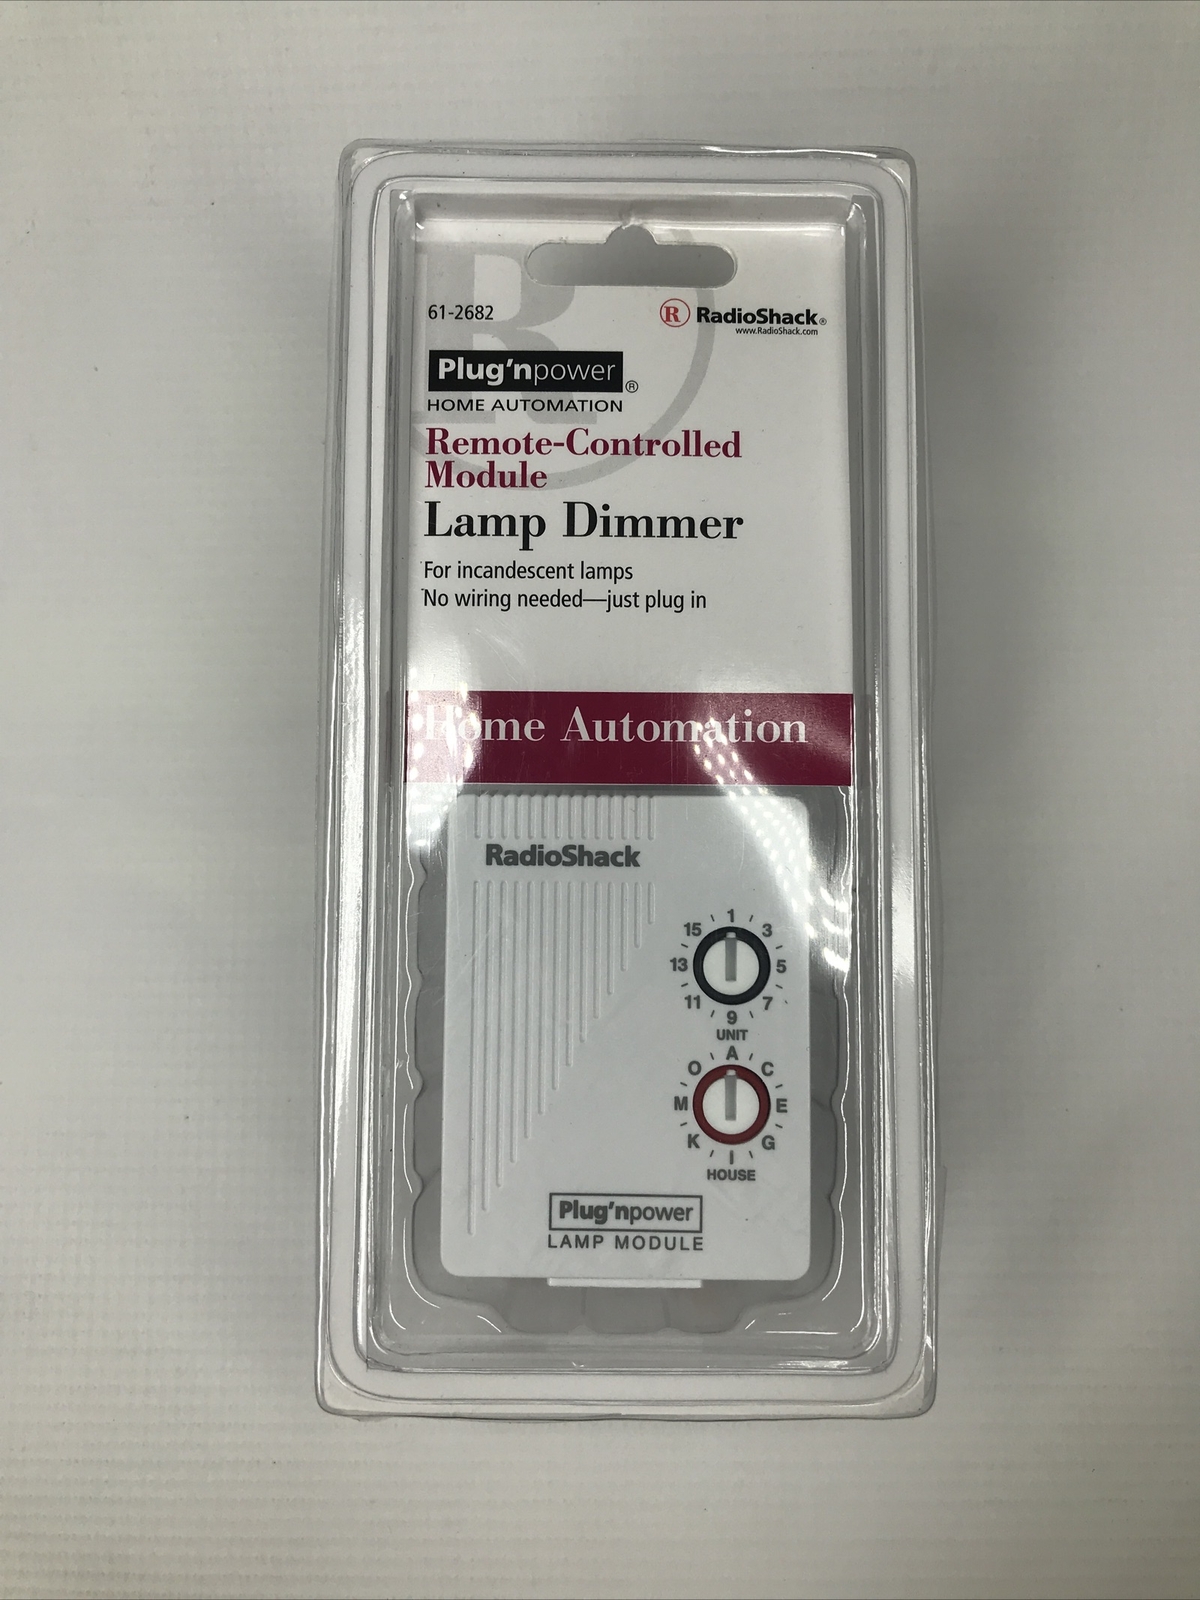 61-2682
R RadioShack®
www.RadioShack.com
Plug'npower®
HOME AUTOMATION
Remote-Controlled
Module
Lamp Dimmer
For incandescent lamps
No wiring needed—just plug in
Home Automation
RadioShack
1
15 3
13 5
11 7
9
UNIT
A
O C
M E
K G
I
HOUSE
Plug'npower
LAMP MODULE